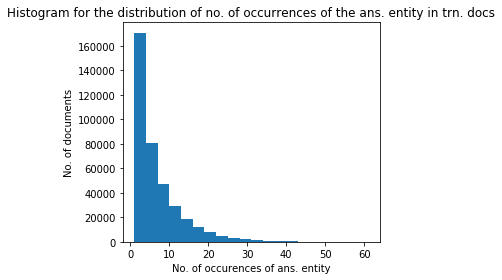 Histogram for the distribution of no. of occurrences of the ans. entity in trn. docs
160000
140000
120000
100000
80000
60000
40000
20000
0
No. of documents
0 10 20 30 40 50 60
No. of occurences of ans. entity